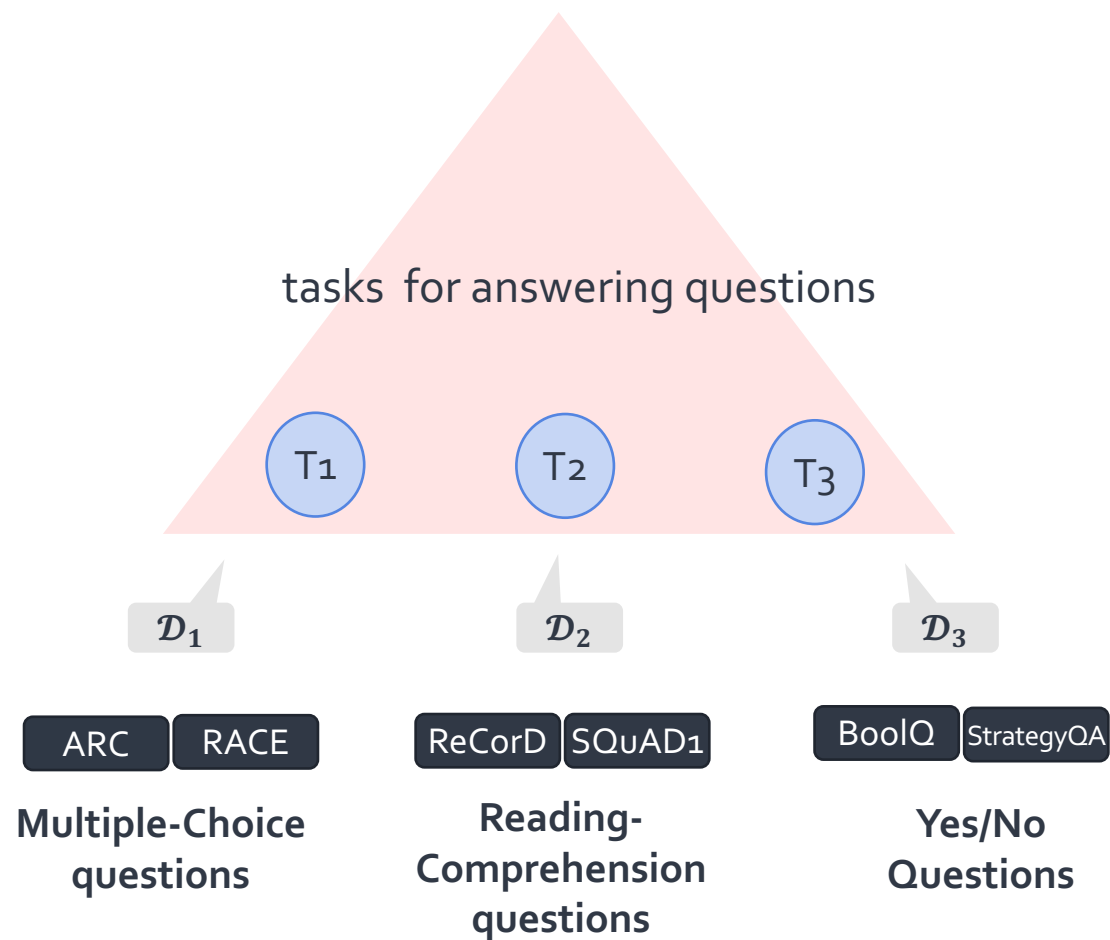 tasks for answering questions
T1
T2
T3
𝒟₁
𝒟₂
𝒟₃
ARC
RACE
ReCorD
SQuAD1
BoolQ
StrategyQA
Multiple-Choice
questions
Reading-
Comprehension
questions
Yes/No
Questions